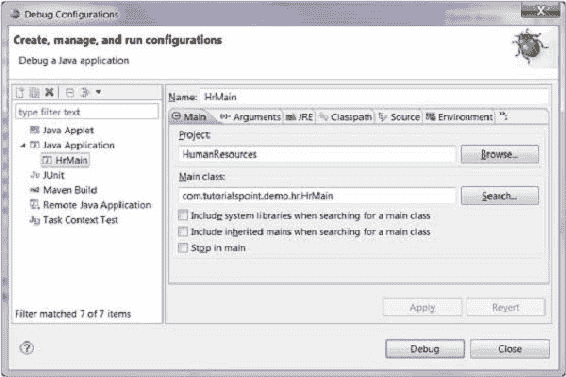 Debug Configurations
Create, manage, and run configurations
Debug a Java application
type filter text
Java Applet
Java Application
HrMain
JUnit
Maven Build
Remote Java Application
Task Context Test
Filter matched 7 of 7 items
Name: HrMain
Main Arguments JRE Classpath Source Environment
Project:
HumanResources
Browse...
Main class:
com.tutorialspoint.demo.hr.HrMain
Search...
Include system libraries when searching for a main class
Include inherited mains when searching for a main class
Stop in main
Apply Revert
Debug Close